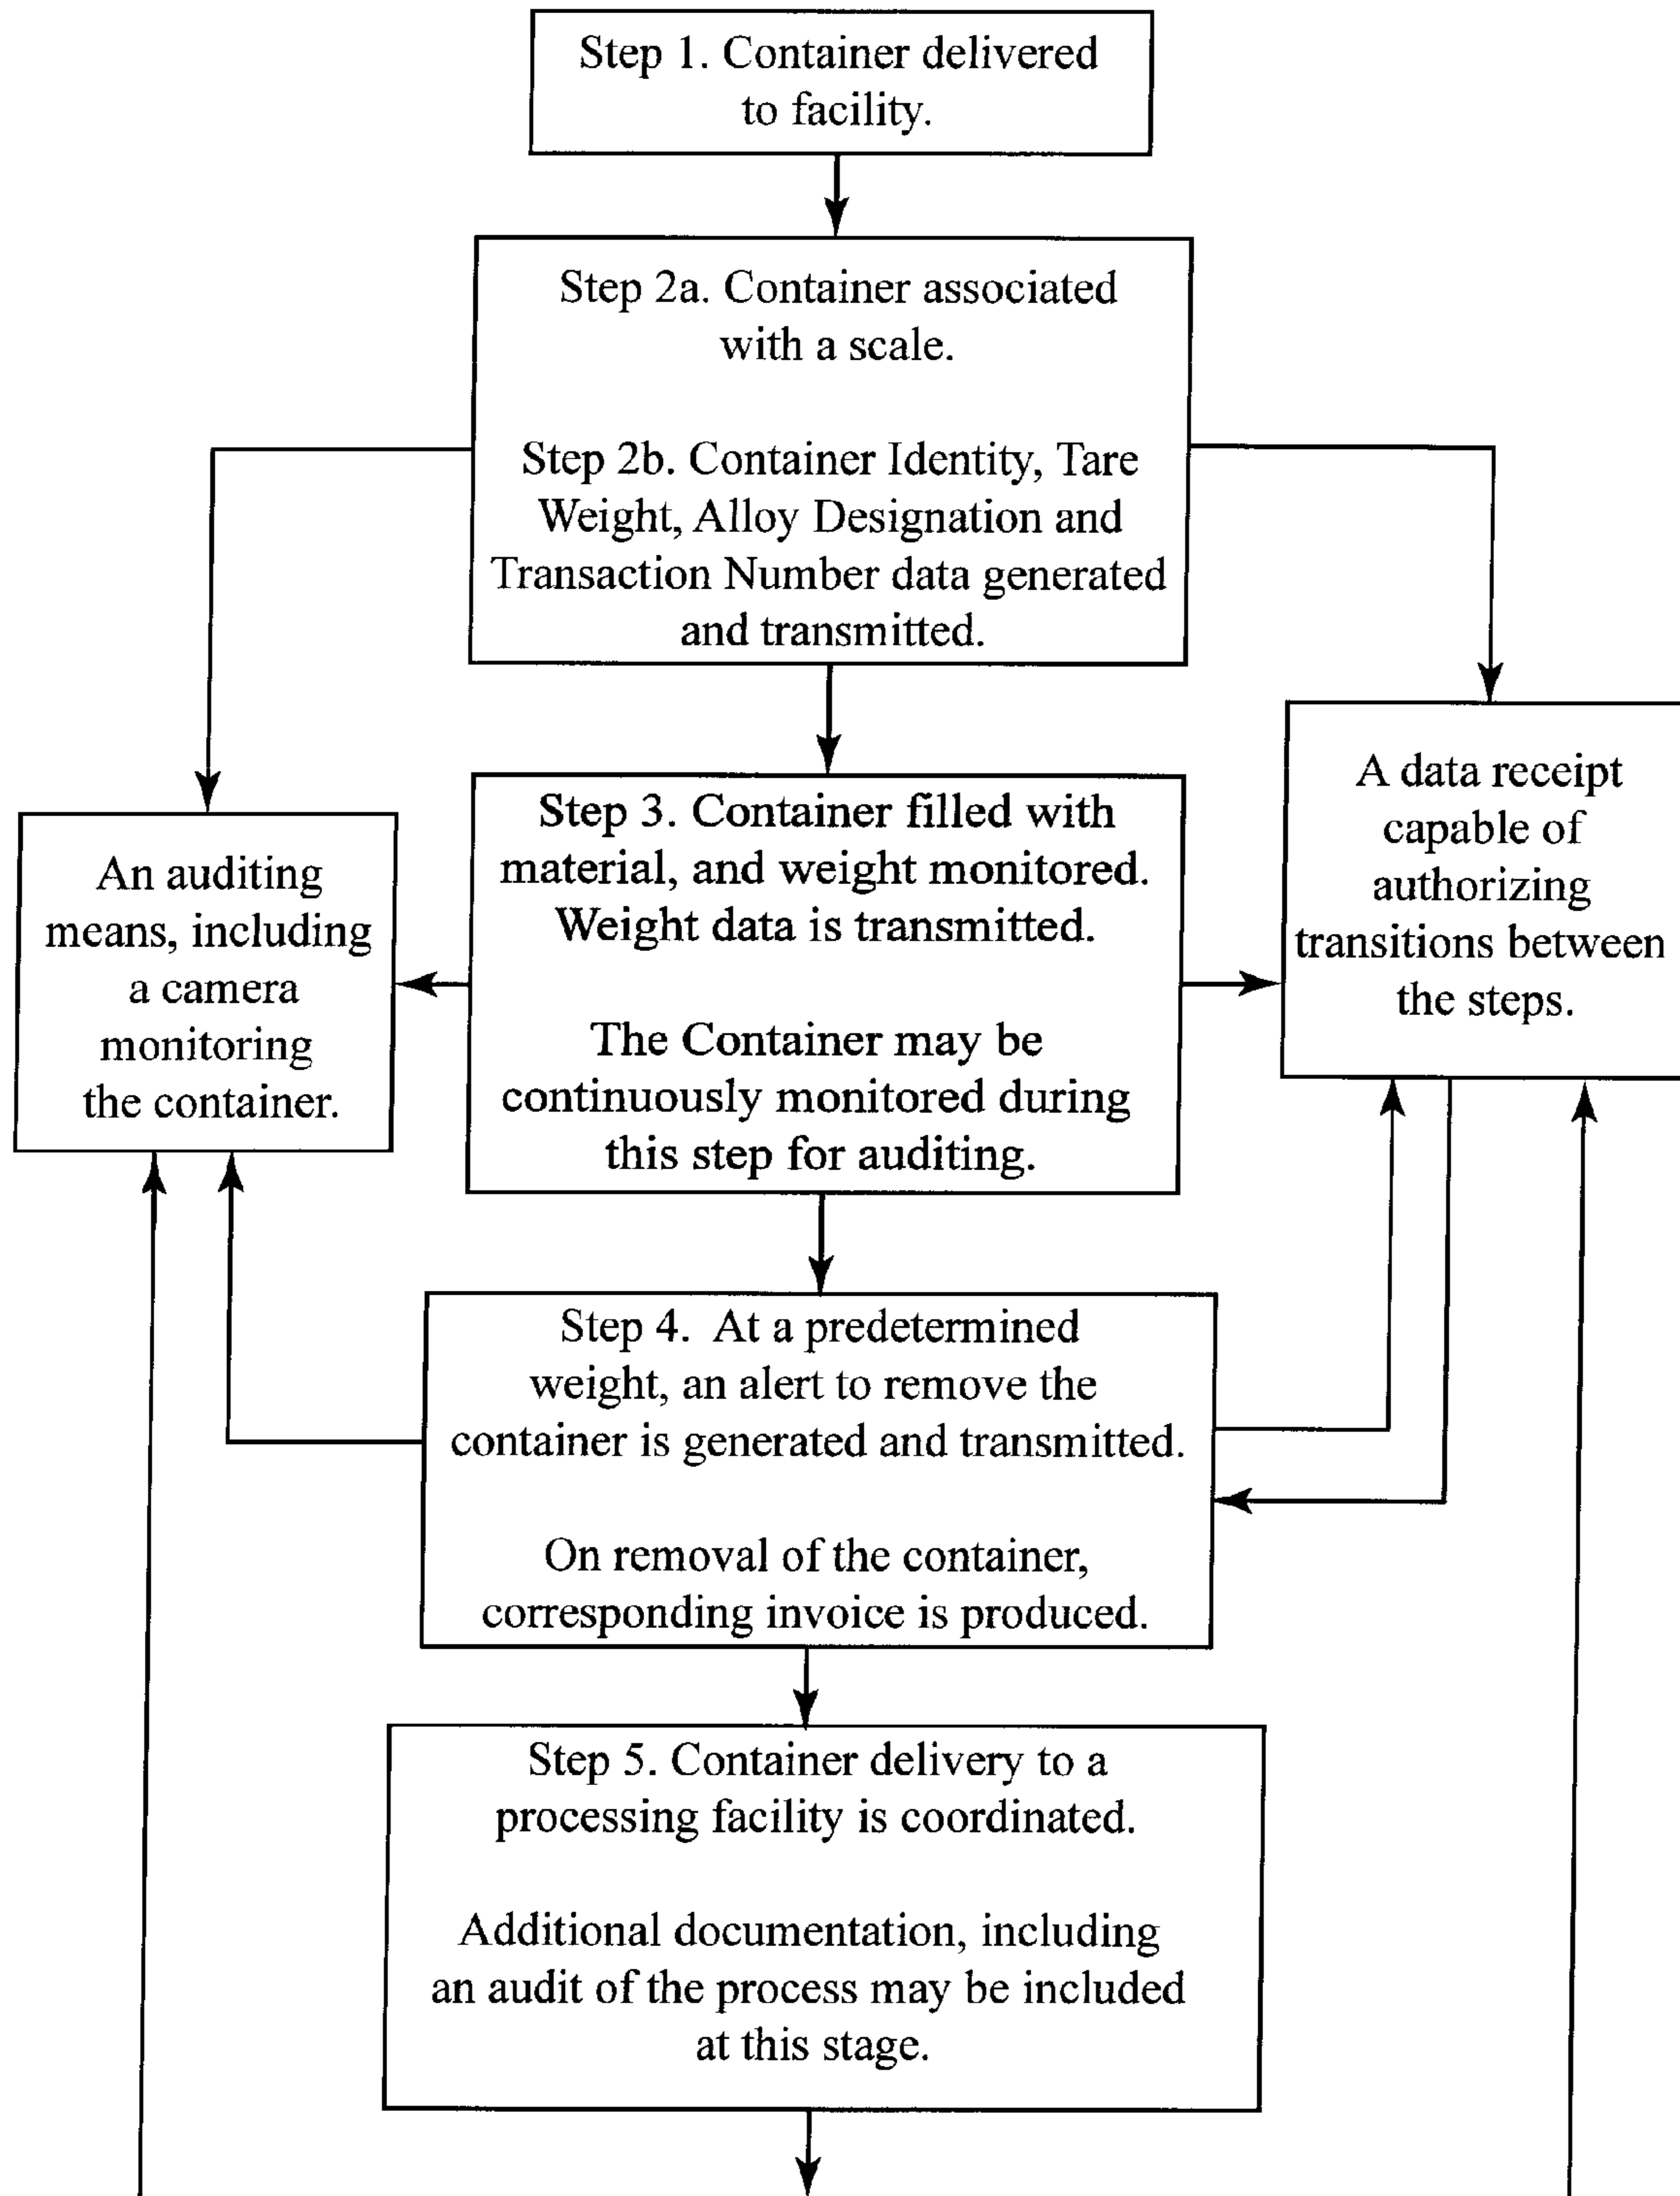 Step 1. Container delivered
to facility.
Step 2a. Container associated
with a scale.
Step 2b. Container Identity, Tare
Weight, Alloy Designation and
Transaction Number data generated
and transmitted.
An auditing
means, including
a camera
monitoring
the container.
Step 3. Container filled with
material, and weight monitored.
Weight data is transmitted.
The Container may be
continuously monitored during
this step for auditing.
A data receipt
capable of
authorizing
transitions between
the steps.
Step 4. At a predetermined
weight, an alert to remove the
container is generated and transmitted.
On removal of the container,
corresponding invoice is produced.
Step 5. Container delivery to a
processing facility is coordinated.
Additional documentation, including
an audit of the process may be included
at this stage.